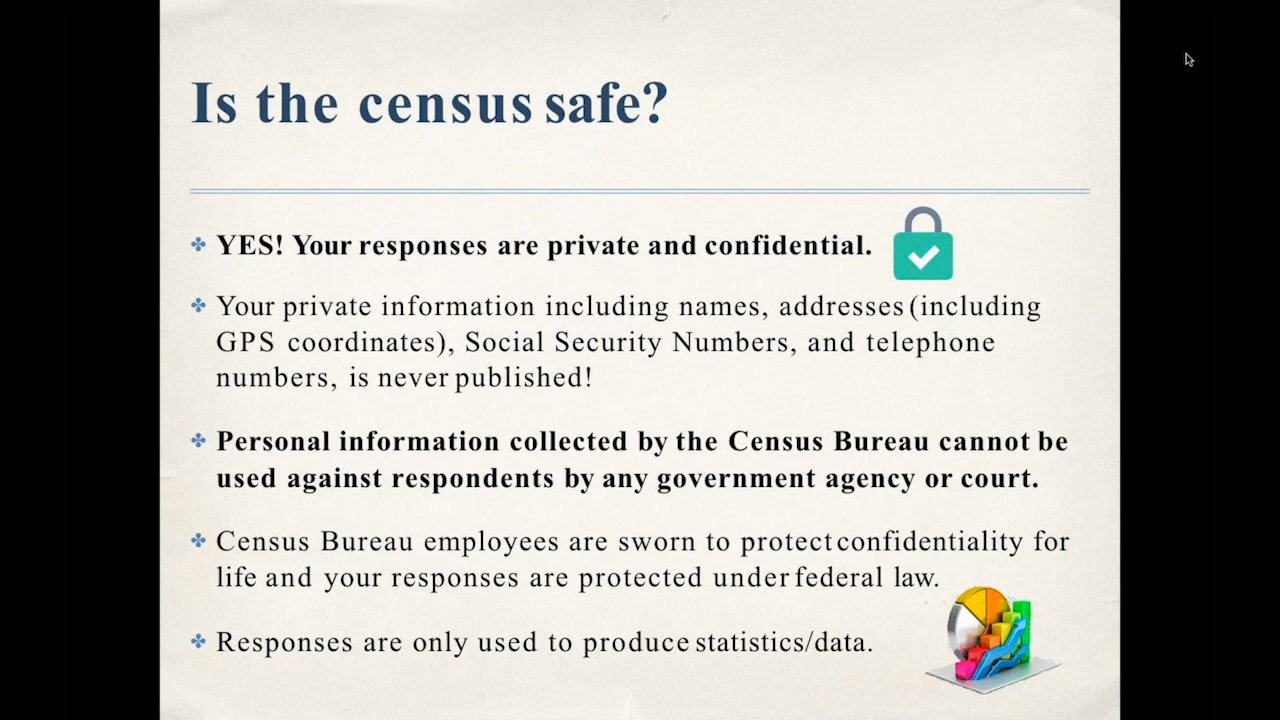 Is the census safe?
YES! Your responses are private and confidential.
Your private information including names, addresses (including
GPS coordinates), Social Security Numbers, and telephone
numbers, is never published!
Personal information collected by the Census Bureau cannot be
used against respondents by any government agency or court.
Census Bureau employees are sworn to protect confidentiality for
life and your responses are protected under federal law.
Responses are only used to produce statistics/data.